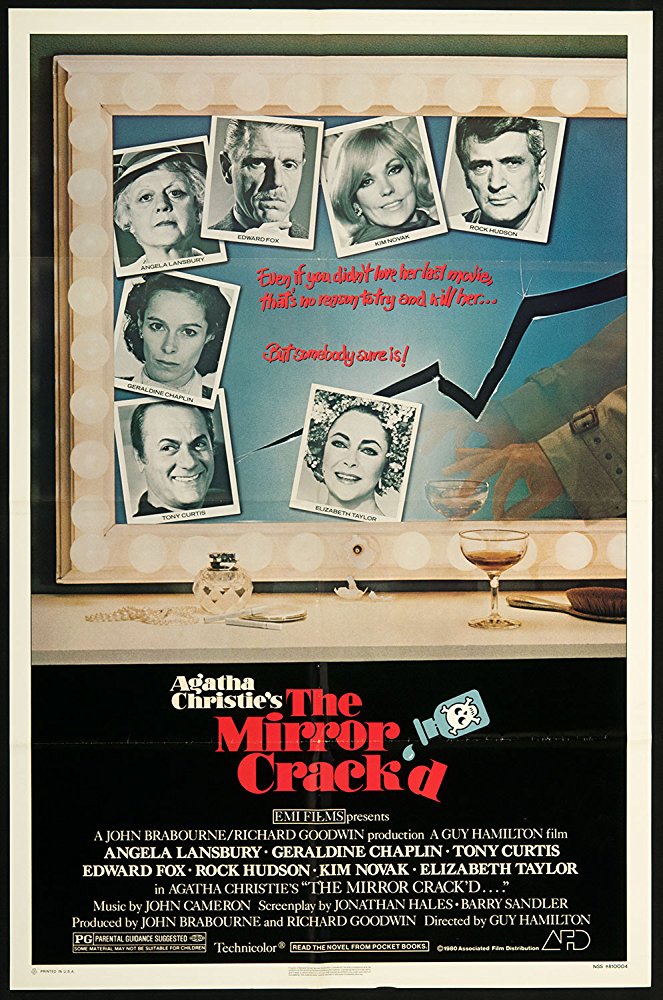 ANGELA LANSBURY
EDWARD FOX
KIM NOVAK
ROCK HUDSON
Even if you didn't love her last movie,
that's no reason to try and kill her...
But somebody sure is!
GERALDINE CHAPLIN
TONY CURTIS
ELIZABETH TAYLOR
Agatha
Christie's The
Mirror
Crack'd
EMI FILMS presents
A JOHN BRABOURNE/RICHARD GOODWIN production A GUY HAMILTON film
ANGELA LANSBURY · GERALDINE CHAPLIN · TONY CURTIS
EDWARD FOX · ROCK HUDSON · KIM NOVAK · ELIZABETH TAYLOR
in AGATHA CHRISTIE'S "THE MIRROR CRACK'D..."
Music by JOHN CAMERON Screenplay by JONATHAN HALES · BARRY SANDLER
Produced by JOHN BRABOURNE and RICHARD GOODWIN Directed by GUY HAMILTON
PG PARENTAL GUIDANCE SUGGESTED
SOME MATERIAL MAY NOT BE SUITABLE FOR CHILDREN
Technicolor® READ THE NOVEL FROM POCKET BOOKS. ©1980 Associated Film Distribution AFD
PRINTED IN U.S.A.
NSS #810004